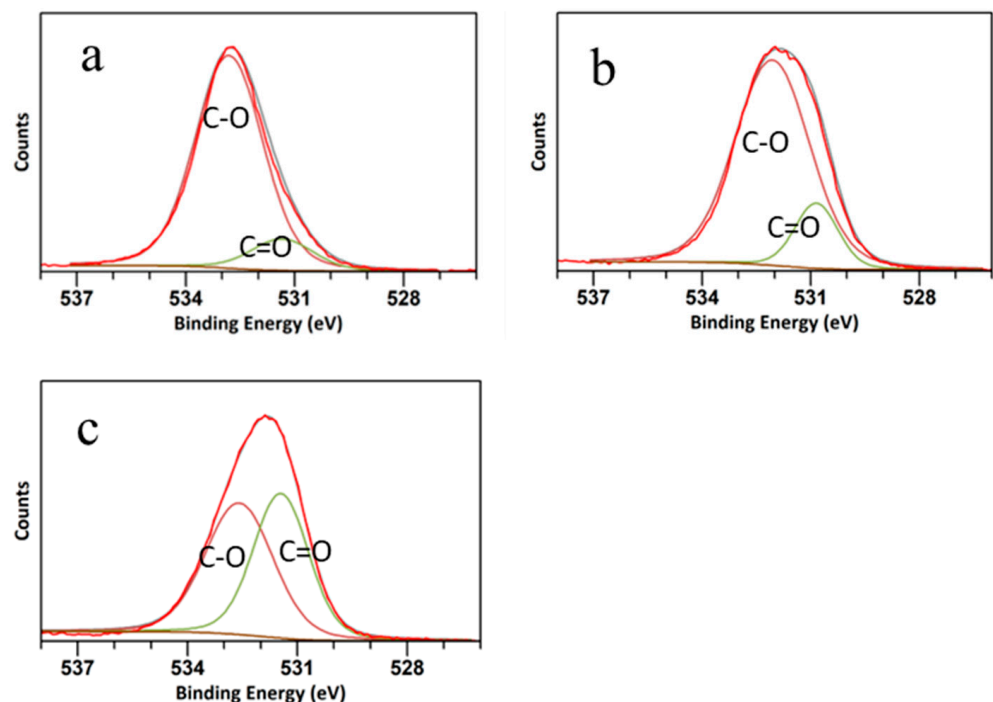 a
C-O
C=O
Counts
537 534 531 528
Binding Energy (eV)
b
C-O
C=O
Counts
537 534 531 528
Binding Energy (eV)
c
C-O
C=O
Counts
537 534 531 528
Binding Energy (eV)